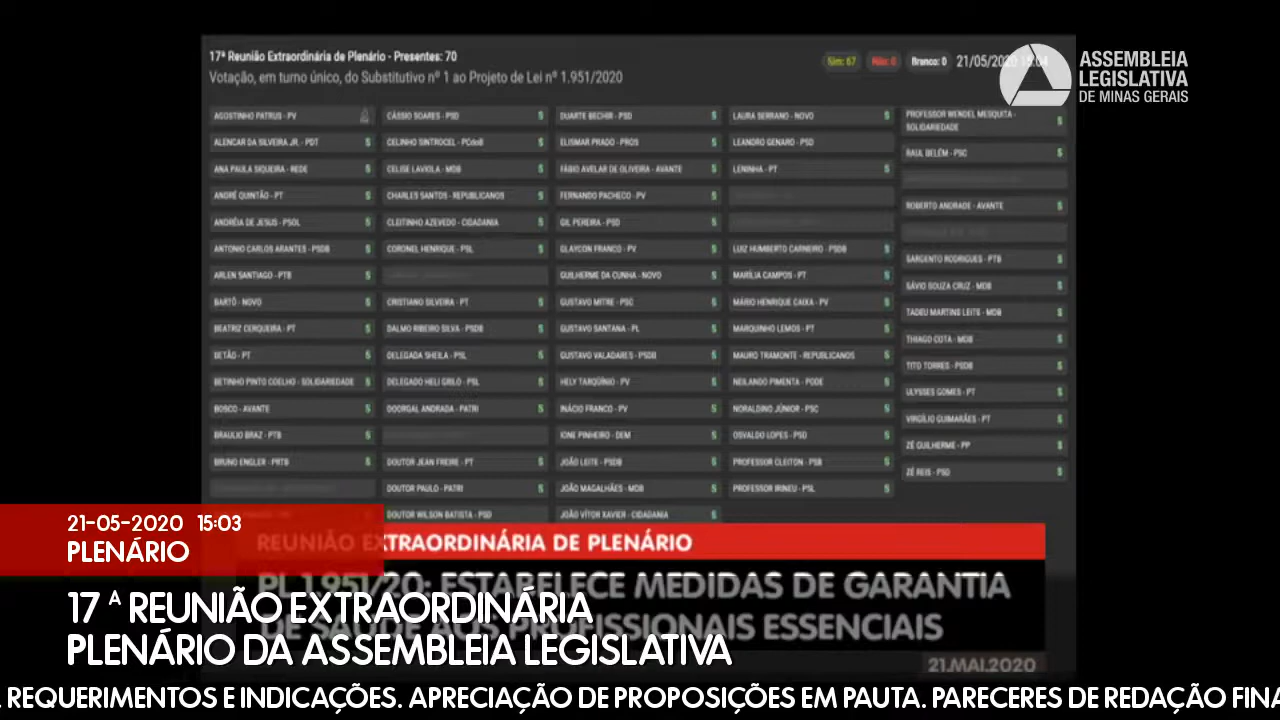 17ª Reunião Extraordinária de Plenário - Presentes: 70
Sim: 67 Não: 0 Branco: 0 21/05/2020 15:04
Votação, em turno único, do Substitutivo nº 1 ao Projeto de Lei nº 1.951/2020
ASSEMBLEIA
LEGISLATIVA
DE MINAS GERAIS
AGOSTINHO PATRUS - PV
ALENCAR DA SILVEIRA JR. - PDT S
ANA PAULA SIQUEIRA - REDE S
ANDRÉ QUINTÃO - PT S
ANDRÉIA DE JESUS - PSOL S
ANTONIO CARLOS ARANTES - PSDB S
ARLEN SANTIAGO - PTB S
BARTÔ - NOVO S
BEATRIZ CERQUEIRA - PT S
BETÃO - PT S
BETINHO PINTO COELHO - SOLIDARIEDADE S
BOSCO - AVANTE S
BRAULIO BRAZ - PTB S
BRUNO ENGLER - PRTB S
CÁSSIO SOARES - PSD S
CELINHO SINTROCEL - PCdoB S
CELISE LAVIOLA - MDB S
CHARLES SANTOS - REPUBLICANOS S
CLEITINHO AZEVEDO - CIDADANIA S
CORONEL HENRIQUE - PSL S
CRISTIANO SILVEIRA - PT S
DALMO RIBEIRO SILVA - PSDB S
DELEGADA SHEILA - PSL S
DELEGADO HELI GRILO - PSL S
DOORGAL ANDRADA - PATRI S
DOUTOR JEAN FREIRE - PT S
DOUTOR PAULO - PATRI S
DOUTOR WILSON BATISTA - PSD S
DUARTE BECHIR - PSD S
ELISMAR PRADO - PROS S
FÁBIO AVELAR DE OLIVEIRA - AVANTE S
FERNANDO PACHECO - PV S
GIL PEREIRA - PSD S
GLAYCON FRANCO - PV S
GUILHERME DA CUNHA - NOVO S
GUSTAVO MITRE - PSC S
GUSTAVO SANTANA - PL S
GUSTAVO VALADARES - PSDB S
HELY TARQÜÍNIO - PV S
INÁCIO FRANCO - PV S
IONE PINHEIRO - DEM S
JOÃO LEITE - PSDB S
JOÃO MAGALHÃES - MDB S
JOÃO VÍTOR XAVIER - CIDADANIA S
LAURA SERRANO - NOVO S
LEANDRO GENARO - PSD
LENINHA - PT S
LUIZ HUMBERTO CARNEIRO - PSDB S
MARÍLIA CAMPOS - PT S
MÁRIO HENRIQUE CAIXA - PV S
MARQUINHO LEMOS - PT S
MAURO TRAMONTE - REPUBLICANOS S
NEILANDO PIMENTA - PODE S
NORALDINO JÚNIOR - PSC S
OSVALDO LOPES - PSD S
PROFESSOR CLEITON - PSB S
PROFESSOR IRINEU - PSL S
PROFESSOR WENDEL MESQUITA -
SOLIDARIEDADE S
RAUL BELÉM - PSC S
ROBERTO ANDRADE - AVANTE S
SARGENTO RODRIGUES - PTB S
SÁVIO SOUZA CRUZ - MDB S
TADEU MARTINS LEITE - MDB S
THIAGO COTA - MDB S
TITO TORRES - PSDB S
ULYSSES GOMES - PT S
VIRGÍLIO GUIMARÃES - PT S
ZÉ GUILHERME - PP S
ZÉ REIS - PSD S
REUNIÃO EXTRAORDINÁRIA DE PLENÁRIO
PL 1.951/20: ESTABELECE MEDIDAS DE GARANTIA
DE SAÚDE AOS PROFISSIONAIS ESSENCIAIS
21.MAI.2020
21-05-2020 15:03
PLENÁRIO
17 ª REUNIÃO EXTRAORDINÁRIA
PLENÁRIO DA ASSEMBLEIA LEGISLATIVA
. REQUERIMENTOS E INDICAÇÕES. APRECIAÇÃO DE PROPOSIÇÕES EM PAUTA. PARECERES DE REDAÇÃO FINA